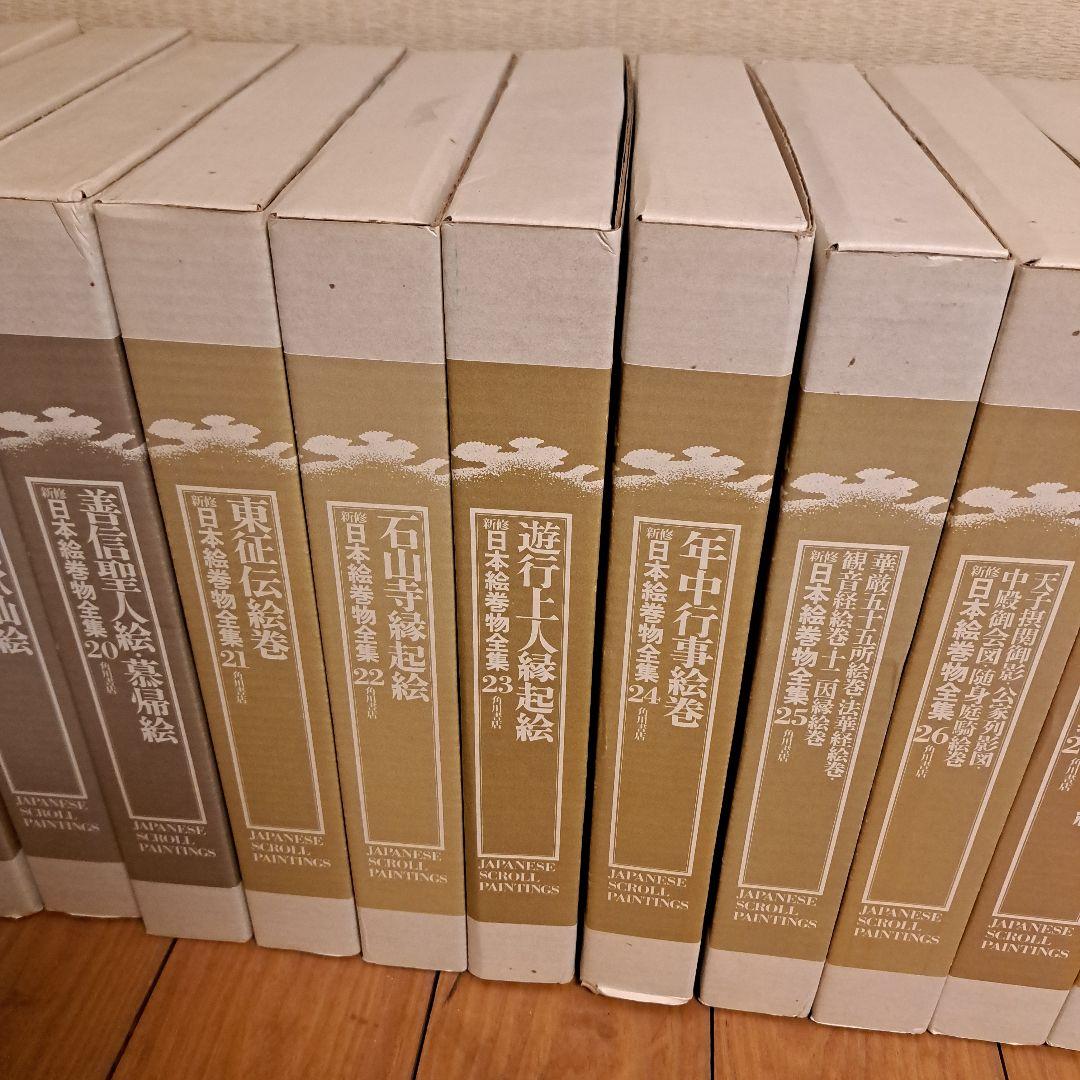 JAPANESE
SCROLL
PAINTINGS
善信聖人絵 慕帰絵
新修
日本絵巻物全集
20
角川書店
JAPANESE
SCROLL
PAINTINGS
東征伝絵巻
新修
日本絵巻物全集
21
角川書店
JAPANESE
SCROLL
PAINTINGS
石山寺縁起絵
新修
日本絵巻物全集
22
角川書店
JAPANESE
SCROLL
PAINTINGS
遊行上人縁起絵
新修
日本絵巻物全集
23
角川書店
JAPANESE
SCROLL
PAINTINGS
年中行事絵巻
新修
日本絵巻物全集
24
角川書店
JAPANESE
SCROLL
PAINTINGS
華厳五十五所絵巻・法華経絵巻・
観音経絵巻・十二因縁絵巻
新修
日本絵巻物全集
25
角川書店
JAPANESE
SCROLL
PAINTINGS
天子摂関御影・公家列影図・
中殿御会図・随身庭騎絵巻
新修
日本絵巻物全集
26
角川書店
JAPANESE
SCROLL
PAINTINGS